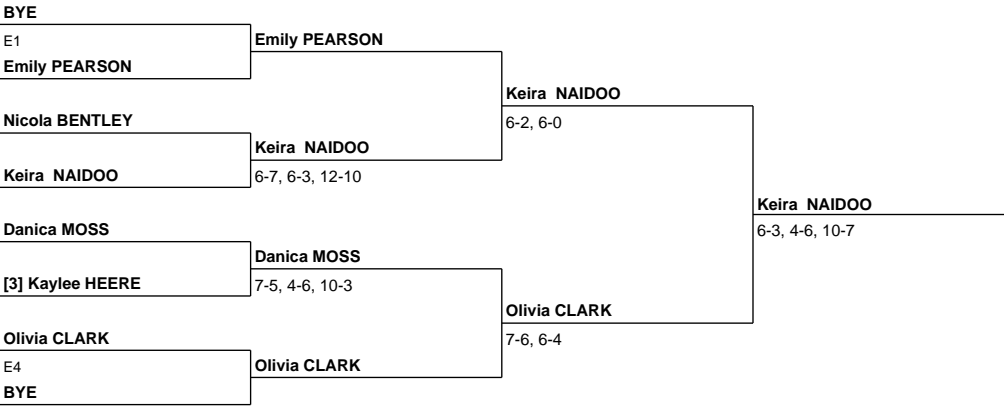 BYE
E1
Emily PEARSON
Emily PEARSON
Keira NAIDOO
6-2, 6-0
Nicola BENTLEY
Keira NAIDOO
Keira NAIDOO
6-7, 6-3, 12-10
Keira NAIDOO
6-3, 4-6, 10-7
Danica MOSS
Danica MOSS
[3] Kaylee HEERE
7-5, 4-6, 10-3
Olivia CLARK
7-6, 6-4
Olivia CLARK
E4
Olivia CLARK
BYE